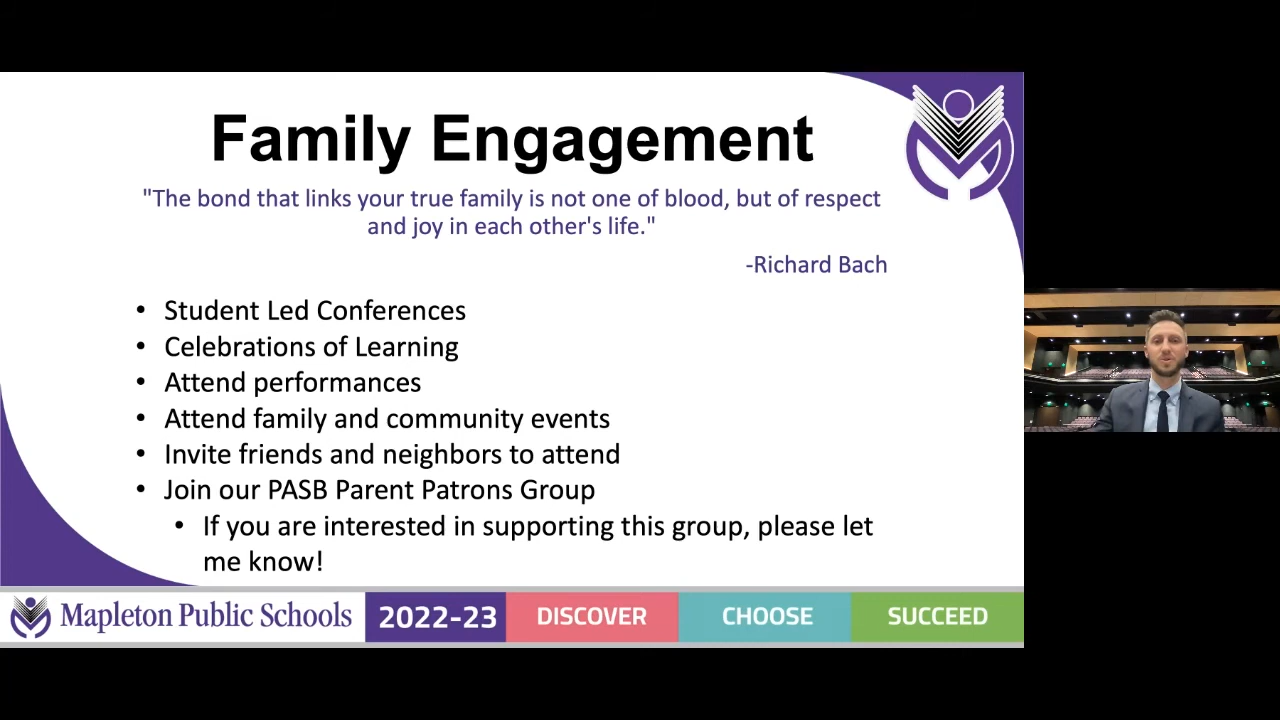 Family Engagement
"The bond that links your true family is not one of blood, but of respect
and joy in each other's life."
-Richard Bach
• Student Led Conferences
• Celebrations of Learning
• Attend performances
• Attend family and community events
• Invite friends and neighbors to attend
• Join our PASB Parent Patrons Group
• If you are interested in supporting this group, please let
me know!
Mapleton Public Schools 2022-23 DISCOVER CHOOSE SUCCEED